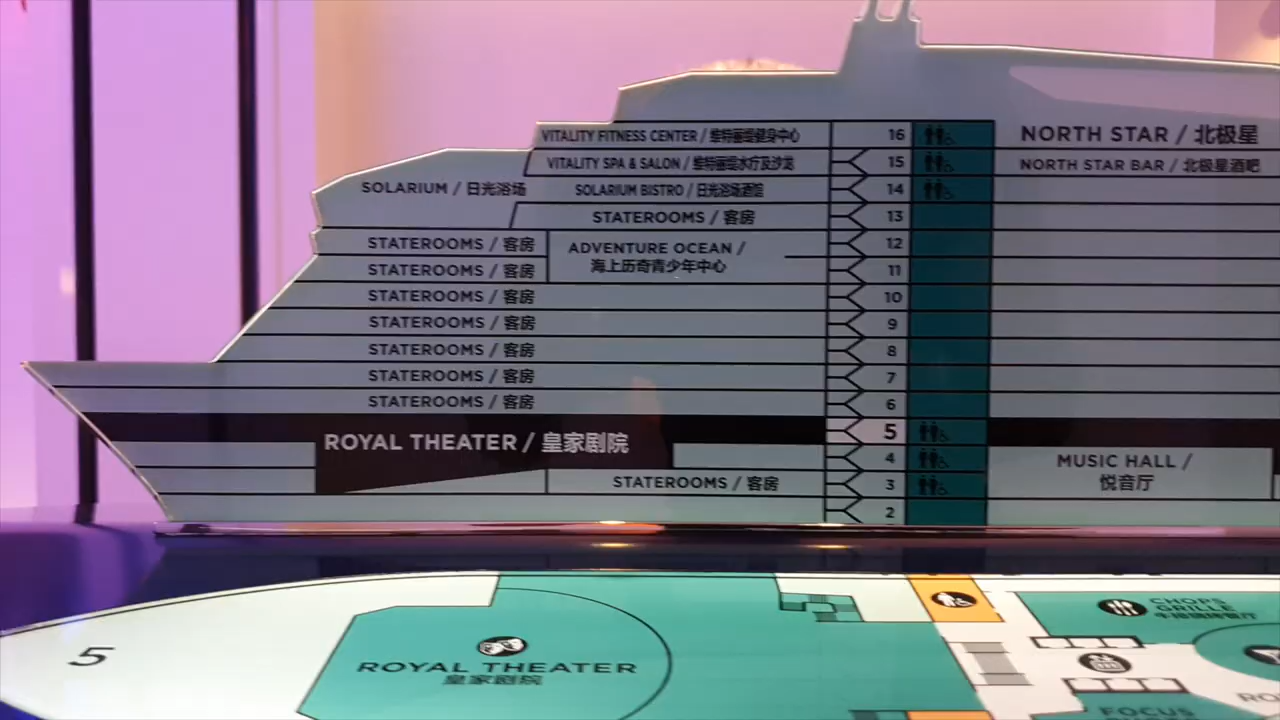 VITALITY FITNESS CENTER / 维特丽缇健身中心
16
NORTH STAR / 北极星
VITALITY SPA & SALON / 维特丽缇水疗及沙龙
15
NORTH STAR BAR / 北极星酒吧
SOLARIUM / 日光浴场
SOLARIUM BISTRO / 日光浴场酒馆
14
STATEROOMS / 客房
13
STATEROOMS / 客房
ADVENTURE OCEAN /
海上历奇青少年中心
12
STATEROOMS / 客房
11
STATEROOMS / 客房
10
STATEROOMS / 客房
9
STATEROOMS / 客房
8
STATEROOMS / 客房
7
STATEROOMS / 客房
6
ROYAL THEATER / 皇家剧院
5
4
MUSIC HALL /
悦音厅
STATEROOMS / 客房
3
2
5
ROYAL THEATER
皇家剧院
CHOPS
GRILLE
FOCUS
RO